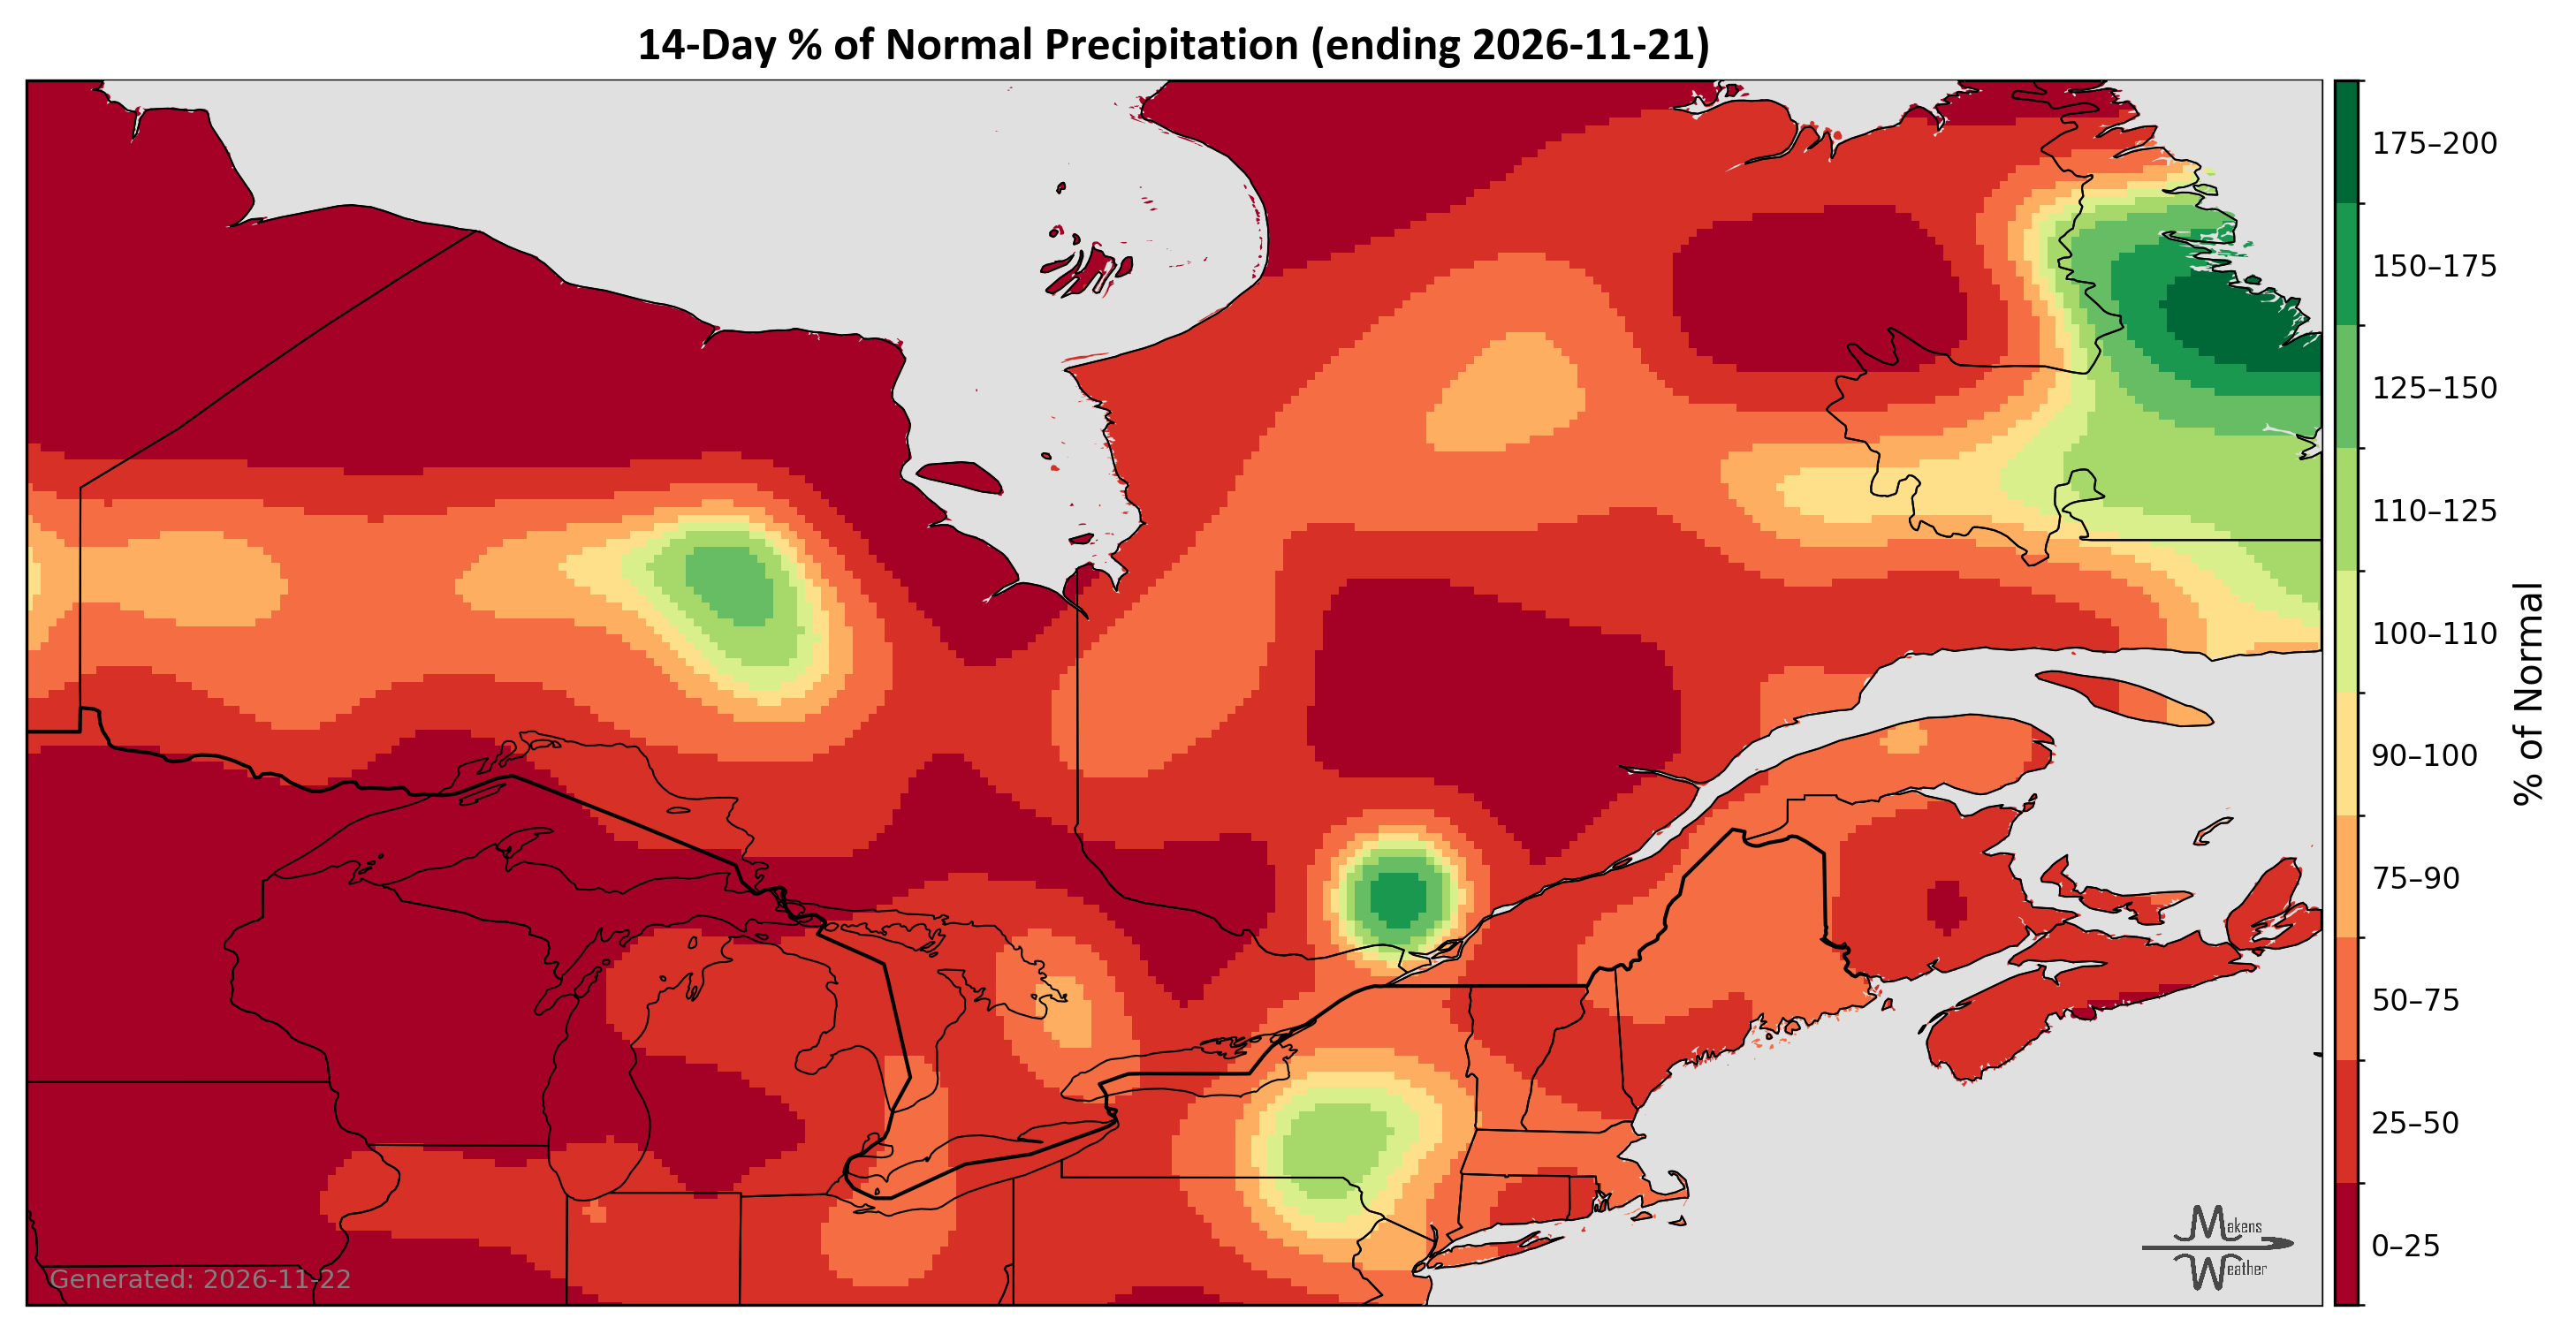 14-Day % of Normal Precipitation (ending 2026-11-21)
175–200
150–175
125–150
110–125
100–110
90–100
75–90
50–75
25–50
0–25
% of Normal
Makens
Weather
Generated: 2026-11-22